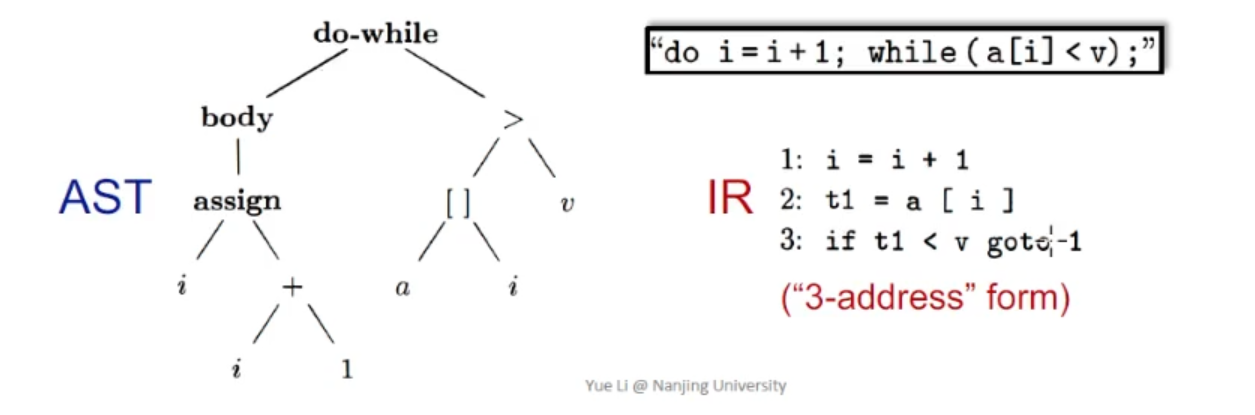 do-while
"do i=i+1; while(a[i]<v);"
body
>
AST
assign
[]
v
i
+
a
i
i
1
IR
1: i = i + 1
2: t1 = a [ i ]
3: if t1 < v goto 1
("3-address" form)
Yue Li @ Nanjing University